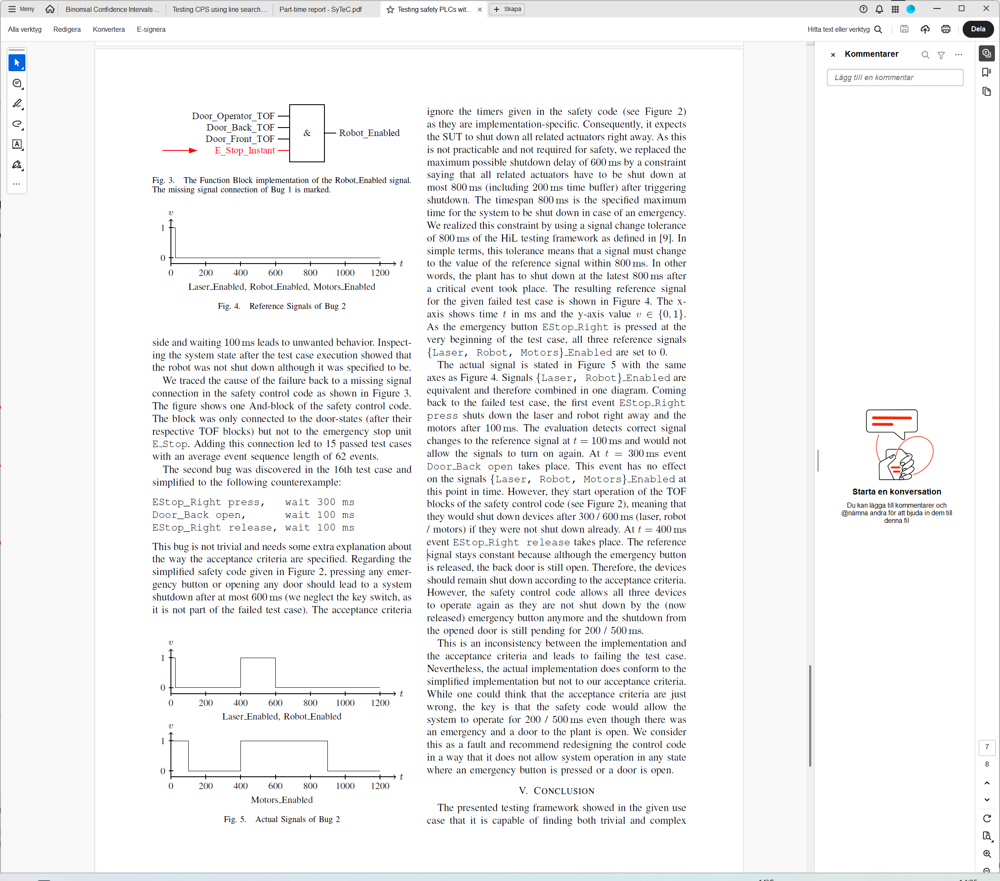 Meny
Binomial Confidence Intervals ...
Testing CPS using line search....
Part-time report - SyTeC.pdf
Testing safety PLCs wit...
Skapa
Alla verktyg
Redigera
Konvertera
E-signera
Hitta text eller verktyg
Dela
Door_Operator_TOF
Door_Back_TOF
Door_Front_TOF
E_Stop_Instant
&
Robot_Enabled
Fig. 3. The Function Block implementation of the Robot_Enabled signal.
The missing signal connection of Bug 1 is marked.
v
1
0
t
0 200 400 600 800 1000 1200
Laser_Enabled, Robot_Enabled, Motors_Enabled
Fig. 4. Reference Signals of Bug 2
side and waiting 100 ms leads to unwanted behavior. Inspect-
ing the system state after the test case execution showed that
the robot was not shut down although it was specified to be.
We traced the cause of the failure back to a missing signal
connection in the safety control code as shown in Figure 3.
The figure shows one And-block of the safety control code.
The block was only connected to the door-states (after their
respective TOF blocks) but not to the emergency stop unit
E_Stop. Adding this connection led to 15 passed test cases
with an average event sequence length of 62 events.
The second bug was discovered in the 16th test case and
simplified to the following counterexample:
EStop_Right press, wait 300 ms
Door_Back open, wait 100 ms
EStop_Right release, wait 100 ms
This bug is not trivial and needs some extra explanation about
the way the acceptance criteria are specified. Regarding the
simplified safety code given in Figure 2, pressing any emer-
gency button or opening any door should lead to a system
shutdown after at most 600 ms (we neglect the key switch, as
it is not part of the failed test case). The acceptance criteria
v
1
0
t
0 200 400 600 800 1000 1200
Laser_Enabled, Robot_Enabled
v
1
0
t
0 200 400 600 800 1000 1200
Motors_Enabled
Fig. 5. Actual Signals of Bug 2
ignore the timers given in the safety code (see Figure 2)
as they are implementation-specific. Consequently, it expects
the SUT to shut down all related actuators right away. As this
is not practicable and not required for safety, we replaced the
maximum possible shutdown delay of 600 ms by a constraint
saying that all related actuators have to be shut down at
most 800 ms (including 200 ms time buffer) after triggering
shutdown. The timespan 800 ms is the specified maximum
time for the system to be shut down in case of an emergency.
We realized this constraint by using a signal change tolerance
of 800 ms of the HiL testing framework as defined in [9]. In
simple terms, this tolerance means that a signal must change
to the value of the reference signal within 800 ms. In other
words, the plant has to shut down at the latest 800 ms after
a critical event took place. The resulting reference signal
for the given failed test case is shown in Figure 4. The x-
axis shows time t in ms and the y-axis value v ∈ {0, 1}.
As the emergency button EStop_Right is pressed at the
very beginning of the test case, all three reference signals
{Laser, Robot, Motors}_Enabled are set to 0.
The actual signal is stated in Figure 5 with the same
axes as Figure 4. Signals {Laser, Robot}_Enabled are
equivalent and therefore combined in one diagram. Coming
back to the failed test case, the first event EStop_Right
press shuts down the laser and robot right away and the
motors after 100 ms. The evaluation detects correct signal
changes to the reference signal at t = 100 ms and would not
allow the signals to turn on again. At t = 300 ms event
Door_Back open takes place. This event has no effect
on the signals {Laser, Robot, Motors}_Enabled at
this point in time. However, they start operation of the TOF
blocks of the safety control code (see Figure 2), meaning that
they would shut down devices after 300 / 600 ms (laser, robot
/ motors) if they were not shut down already. At t = 400 ms
event EStop_Right release takes place. The reference
signal stays constant because although the emergency button
is released, the back door is still open. Therefore, the devices
should remain shut down according to the acceptance criteria.
However, the safety control code allows all three devices
to operate again as they are not shut down by the (now
released) emergency button anymore and the shutdown from
the opened door is still pending for 200 / 500 ms.
This is an inconsistency between the implementation and
the acceptance criteria and leads to failing the test case.
Nevertheless, the actual implementation does conform to the
simplified implementation but not to our acceptance criteria.
While one could think that the acceptance criteria are just
wrong, the key is that the safety code would allow the
system to operate for 200 / 500 ms even though there was
an emergency and a door to the plant is open. We consider
this as a fault and recommend redesigning the control code
in a way that it does not allow system operation in any state
where an emergency button is pressed or a door is open.
V. CONCLUSION
The presented testing framework showed in the given use
case that it is capable of finding both trivial and complex
Kommentarer
Lägg till en kommentar
Starta en konversation
Du kan lägga till kommentarer och
@nämna andra för att bjuda in dem till
denna fil
7
8